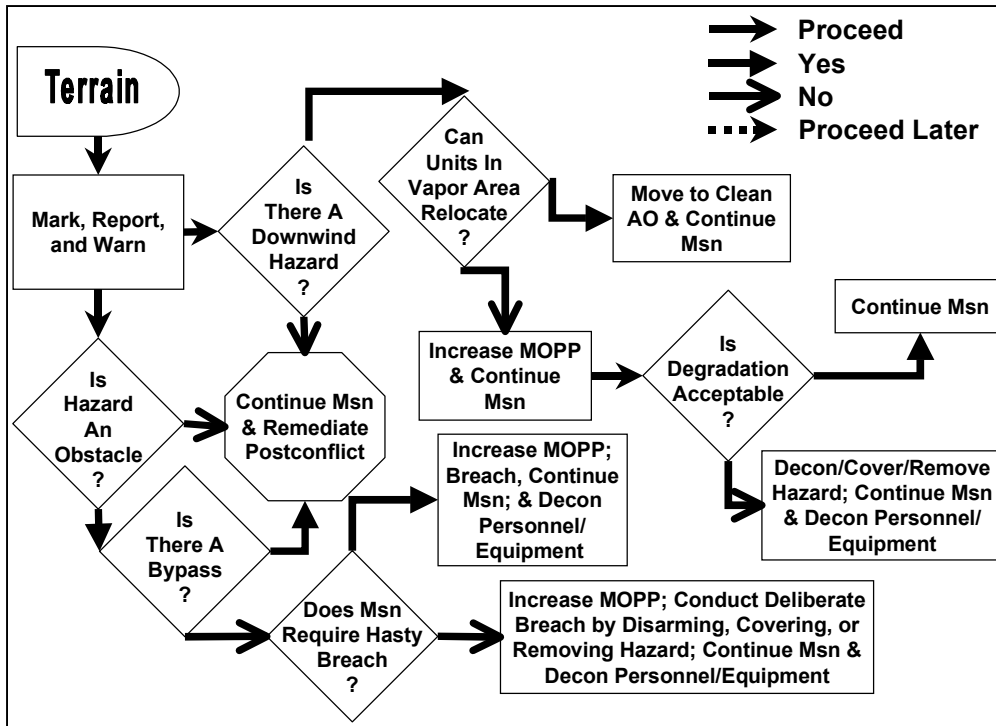 Terrain
Proceed
Yes
No
Proceed Later
Mark, Report,
and Warn
Is
There A
Downwind
Hazard
?
Can
Units In
Vapor Area
Relocate
?
Move to Clean
AO & Continue
Msn
Increase MOPP
& Continue
Msn
Is
Degradation
Acceptable
?
Continue Msn
Decon/Cover/Remove
Hazard; Continue Msn
& Decon Personnel/
Equipment
Is
Hazard
An
Obstacle
?
Continue Msn
& Remediate
Postconflict
Is
There A
Bypass
?
Increase MOPP;
Breach, Continue
Msn; & Decon
Personnel/
Equipment
Does Msn
Require Hasty
Breach
?
Increase MOPP; Conduct Deliberate
Breach by Disarming, Covering, or
Removing Hazard; Continue Msn &
Decon Personnel/Equipment